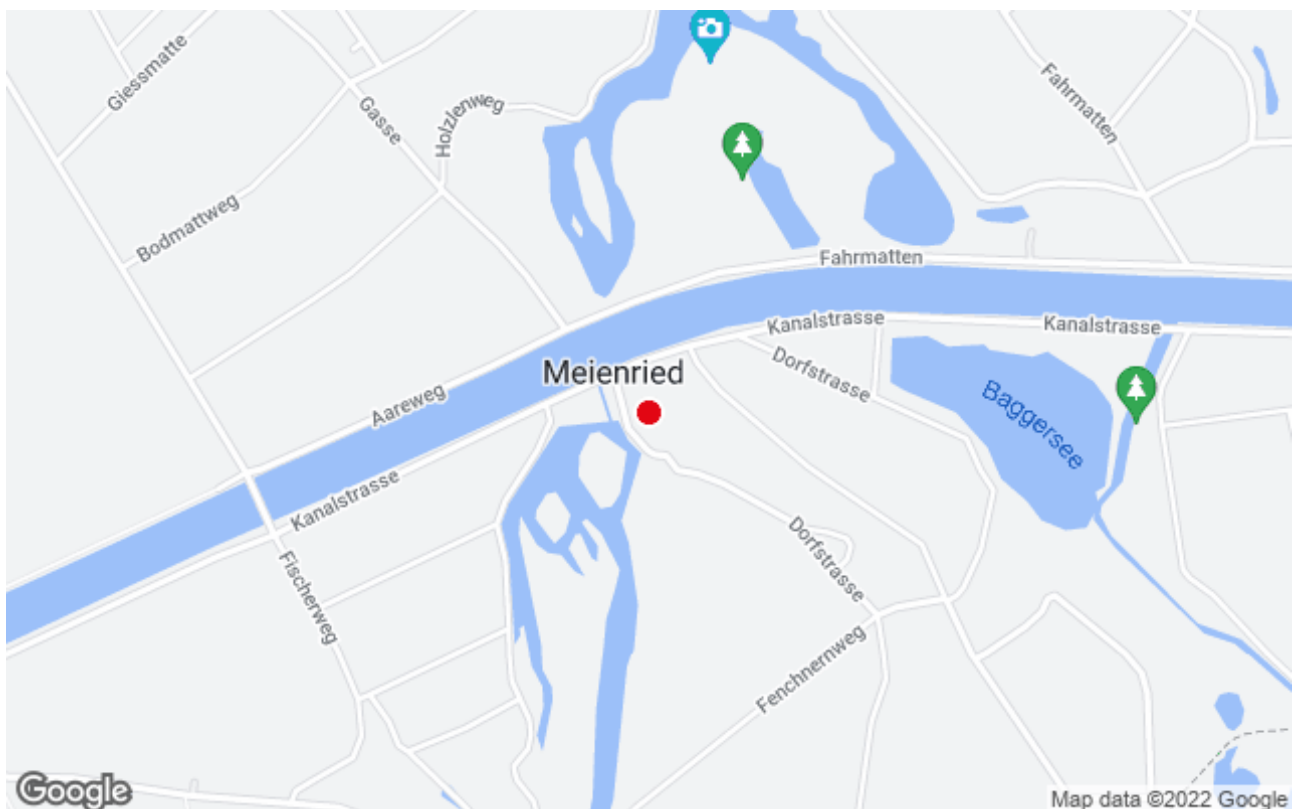 Giessmatte
Gasse
Holzlenweg
Fahrmatten
Bodmattweg
Fahrmatten
Kanalstrasse
Kanalstrasse
Meienried
Dorfstrasse
Aareweg
Baggersee
Kanalstrasse
Dorfstrasse
Fischerweg
Fenchnernweg
Google
Map data ©2022 Google